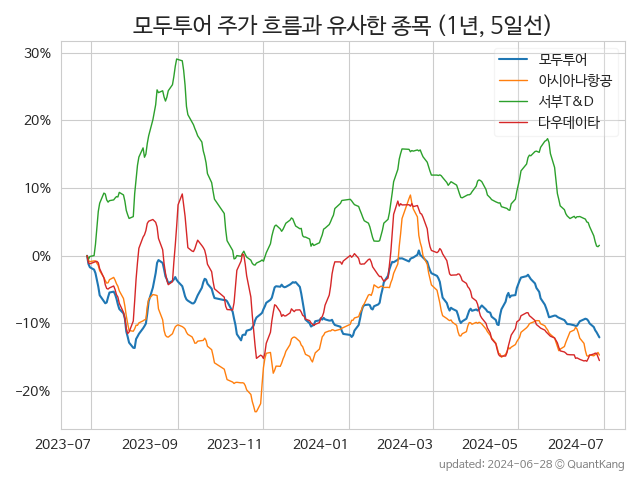 모두투어 주가 흐름과 유사한 종목 (1년, 5일선)
모두투어
아시아나항공
서부T&D
다우데이타
30%
20%
10%
0%
−10%
−20%
2023-07 2023-09 2023-11 2024-01 2024-03 2024-05 2024-07
updated: 2024-06-28 © QuantKang